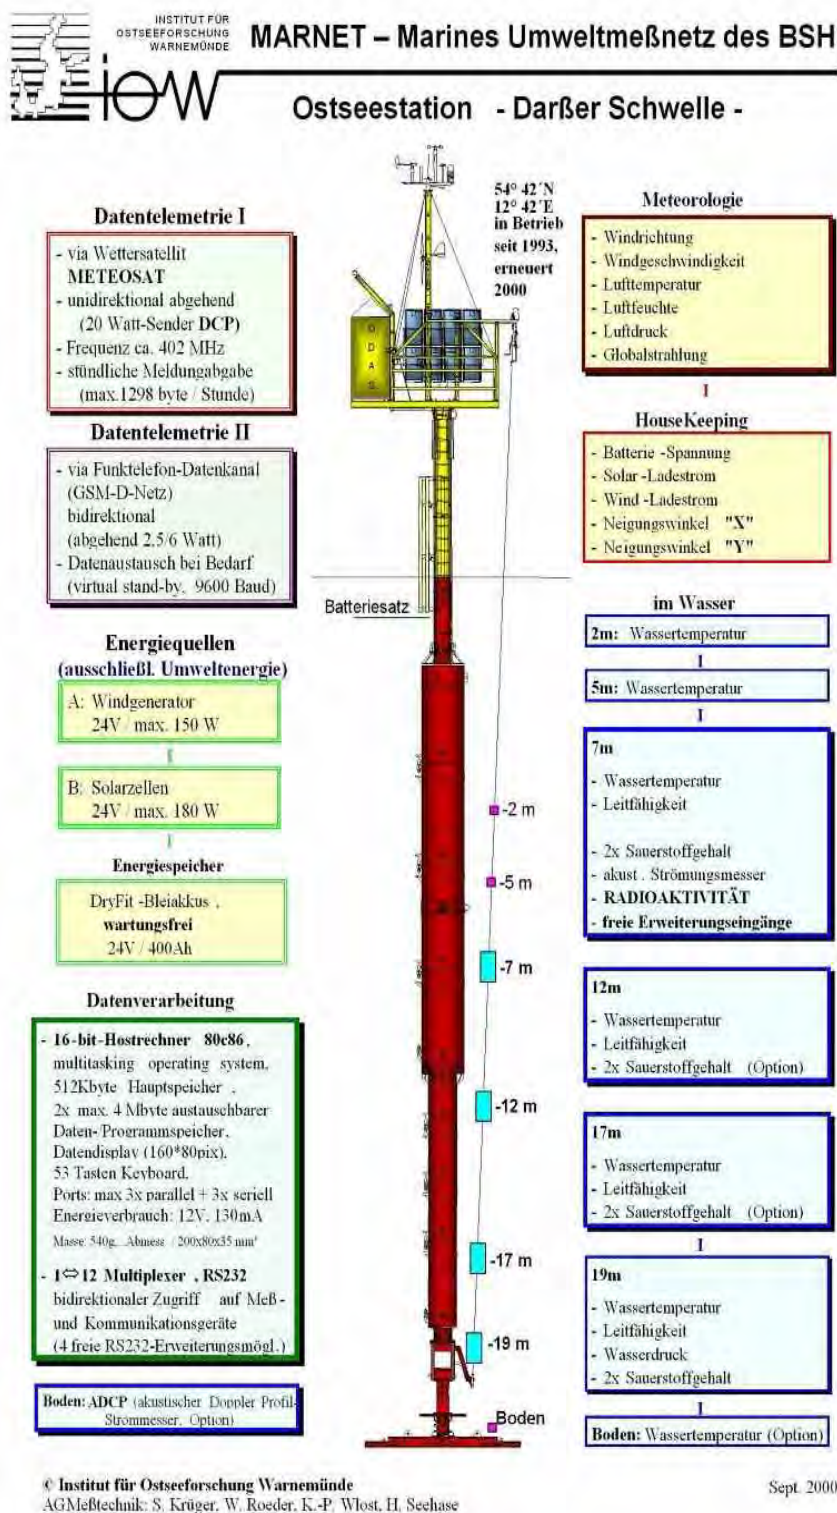 INSTITUT FÜR
OSTSEEFORSCHUNG
WARNEMÜNDE
iow
MARNET – Marines Umweltmeßnetz des BSH
Ostseestation - Darßer Schwelle -
54° 42´N
12° 42´E
in Betrieb
seit 1993,
erneuert
2000
Datentelemetrie I
- via Wettersatellit
METEOSAT
- unidirektional abgehend
(20 Watt-Sender DCP)
- Frequenz ca. 402 MHz
- stündliche Meldungabgabe
(max.1298 byte / Stunde)
Datentelemetrie II
- via Funktelefon-Datenkanal
(GSM-D-Netz)
bidirektional
(abgehend 2,5/6 Watt)
- Datenaustausch bei Bedarf
(virtual stand-by, 9600 Baud)
Energiequellen
(ausschließl. Umweltenergie)
A: Windgenerator
24V / max. 150 W
B: Solarzellen
24V / max. 180 W
Energiespeicher
DryFit -Bleiakkus ,
wartungsfrei
24V / 400Ah
Datenverarbeitung
- 16-bit-Hostrechner 80c86,
multitasking operating system,
512Kbyte Hauptspeicher ,
2x max. 4 Mbyte austauschbarer
Daten- Programmspeicher,
Datendisplay (160*80pix),
53 Tasten Keyboard,
Ports: max 3x parallel + 3x seriell
Energieverbrauch: 12V, 130mA
Masse: 540g, Abmess / 200x80x35 mm³
- 1⇔12 Multiplexer , RS232
bidirektionaler Zugriff auf Meß-
und Kommunikationsgeräte
(4 freie RS232-Erweiterungsmögl.)
Boden: ADCP (akustischer Doppler Profil-
Strommesser, Option)
O
D
A
S
Batteriesatz
-2 m
-5 m
-7 m
-12 m
-17 m
-19 m
Boden
Meteorologie
- Windrichtung
- Windgeschwindigkeit
- Lufttemperatur
- Luftfeuchte
- Luftdruck
- Globalstrahlung
HouseKeeping
- Batterie -Spannung
- Solar -Ladestrom
- Wind -Ladestrom
- Neigungswinkel "X"
- Neigungswinkel "Y"
im Wasser
2m: Wassertemperatur
5m: Wassertemperatur
7m
- Wassertemperatur
- Leitfähigkeit
- 2x Sauerstoffgehalt
- akust . Strömungsmesser
- RADIOAKTIVITÄT
- freie Erweiterungseingänge
12m
- Wassertemperatur
- Leitfähigkeit
- 2x Sauerstoffgehalt (Option)
17m
- Wassertemperatur
- Leitfähigkeit
- 2x Sauerstoffgehalt (Option)
19m
- Wassertemperatur
- Leitfähigkeit
- Wasserdruck
- 2x Sauerstoffgehalt
Boden: Wassertemperatur (Option)
© Institut für Ostseeforschung Warnemünde
AGMeßtechnik: S. Krüger, W. Roeder, K.-P. Wlost, H. Seehase
Sept. 2000